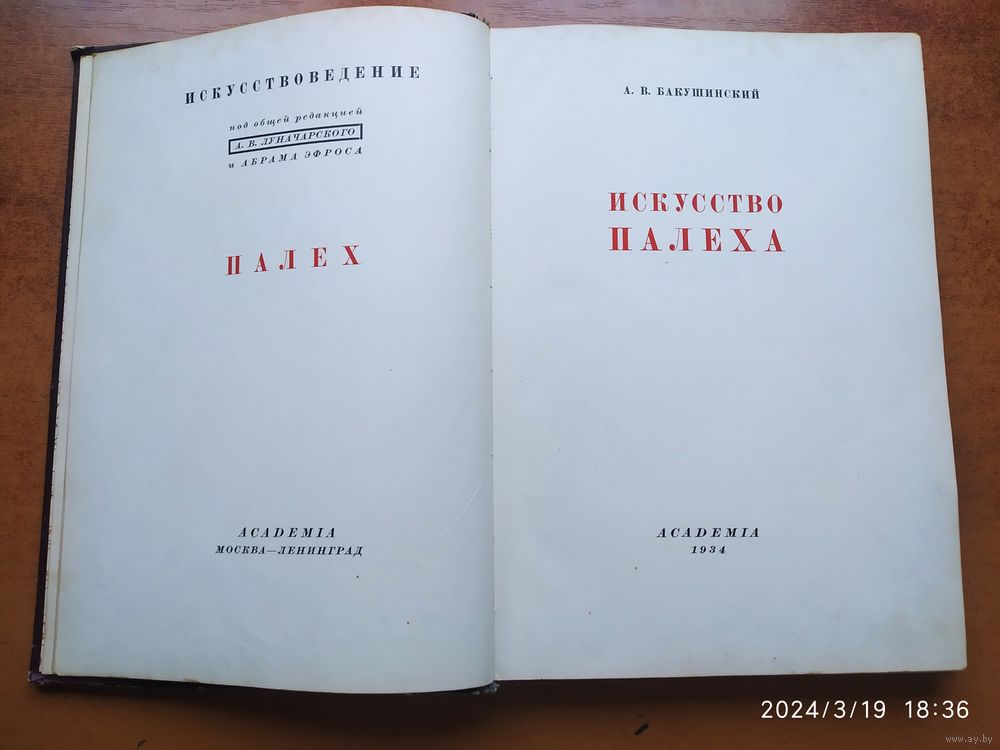 ИСКУССТВОВЕДЕНИЕ
под общей редакцией
А. В. ЛУНАЧАРСКОГО
и АБРАМА ЭФРОСА
ПАЛЕХ
ACADEMIA
МОСКВА—ЛЕНИНГРАД
А. В. БАКУШИНСКИЙ
ИСКУССТВО
ПАЛЕХА
ACADEMIA
1934
2024/3/19 18:36
www.ay.by